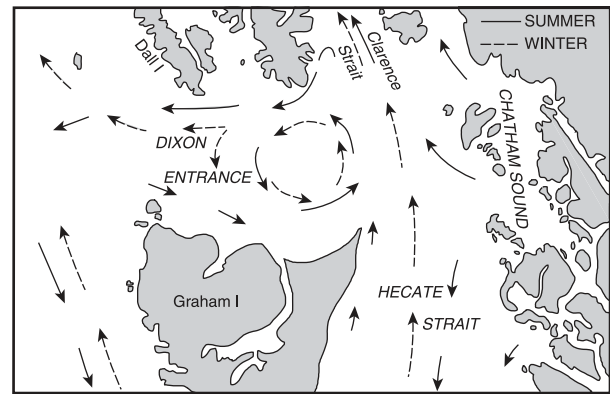 SUMMER
WINTER
Dall I
Strait
Clarence
DIXON
ENTRANCE
CHATHAM SOUND
Graham I
HECATE
STRAIT